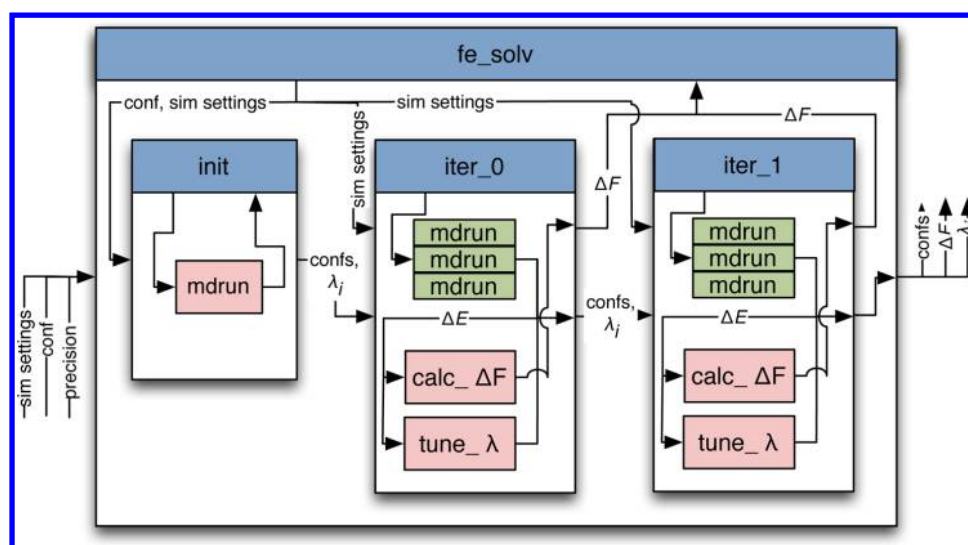 fe_solv
conf, sim settings
sim settings
sim settings
init
iter_0
iter_1
ΔF
ΔF
mdrun
mdrun
mdrun
mdrun
mdrun
mdrun
mdrun
confs,
λi
confs,
λi
ΔE
ΔE
calc_ ΔF
calc_ ΔF
tune_ λ
tune_ λ
sim settings
conf
precision
confs
ΔF
λi